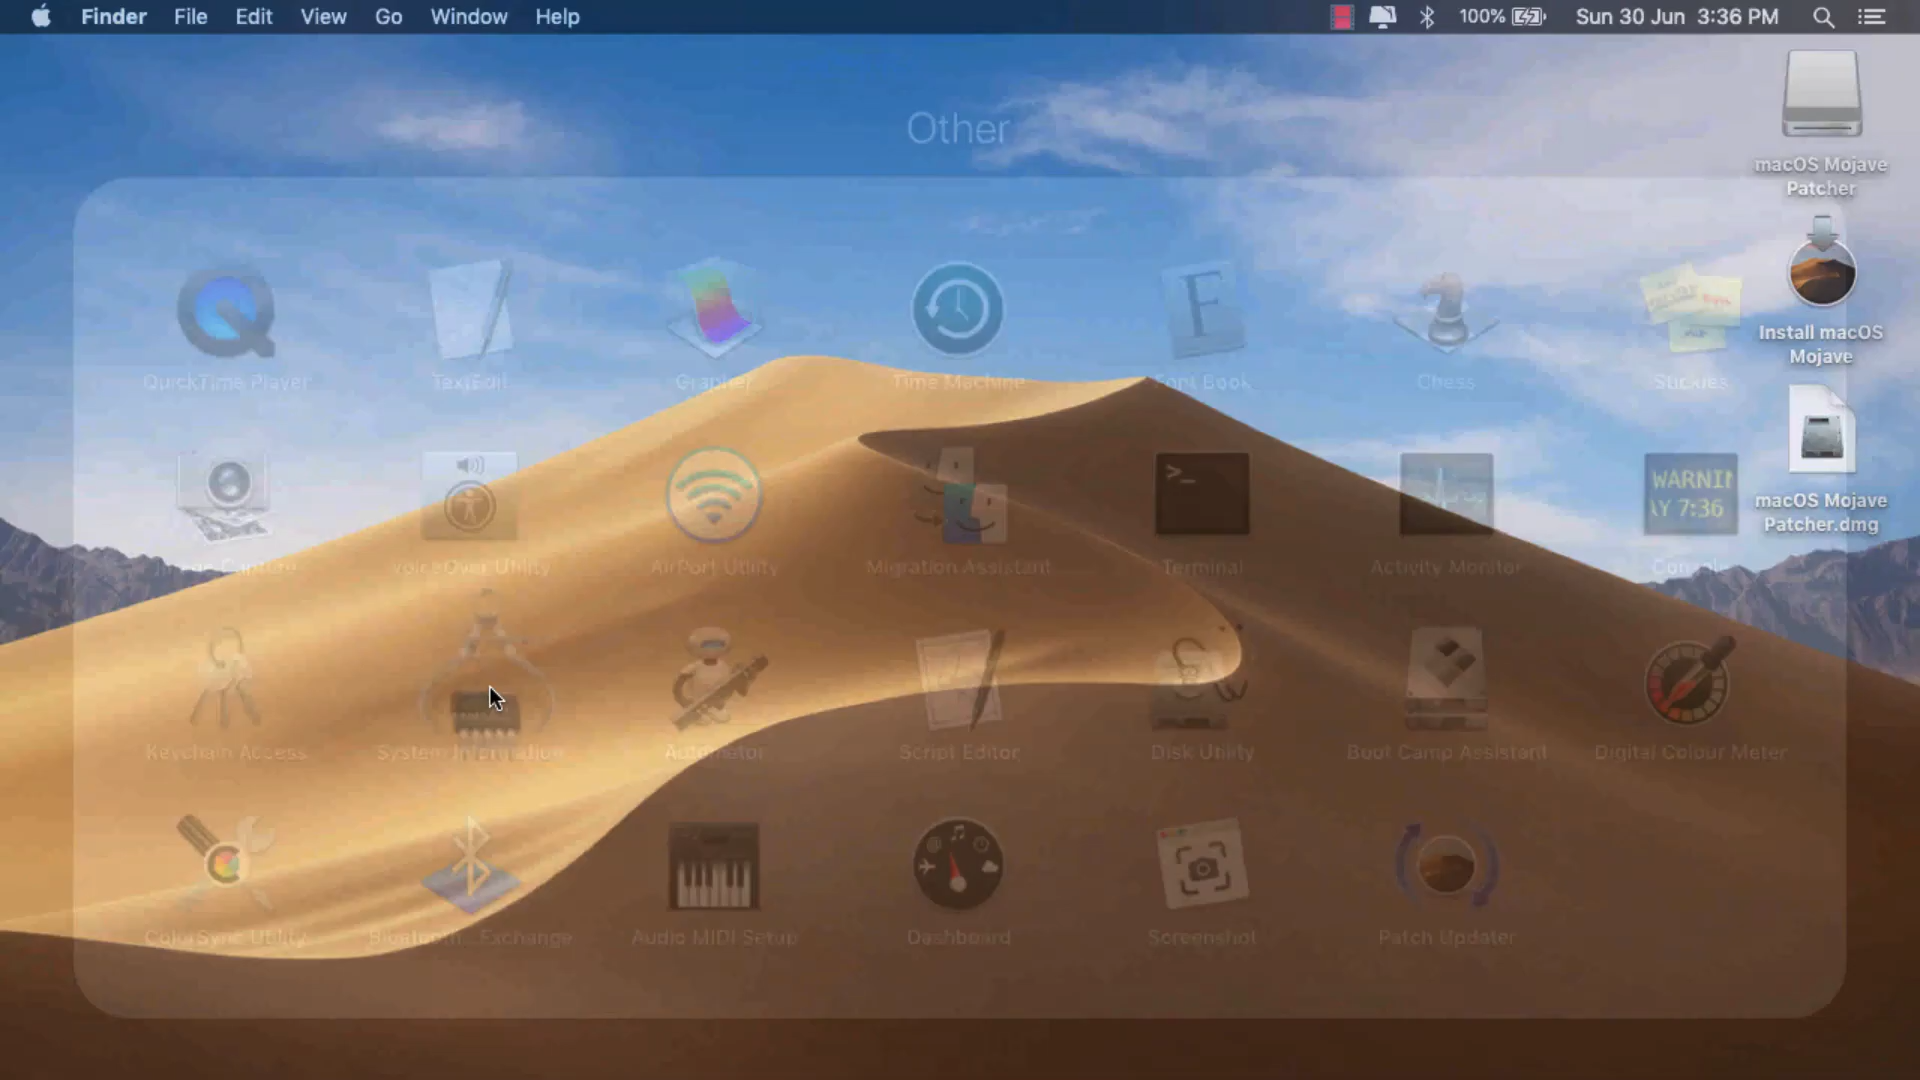 Finder File Edit View Go Window Help 100% Sun 30 Jun 3:36 PM
Other
macOS Mojave
Patcher
Install macOS
Mojave
QuickTime Player TextEdit Grapher Time Machine Font Book Chess Stickies
WARNIN
AY 7:36
macOS Mojave
Patcher.dmg
Image Capture VoiceOver Utility AirPort Utility Migration Assistant Terminal Activity Monitor Console
Keychain Access System Information Automator Script Editor Disk Utility Boot Camp Assistant Digital Colour Meter
ColorSync Utility Bluetooth...Exchange Audio MIDI Setup Dashboard Screenshot Patch Updater